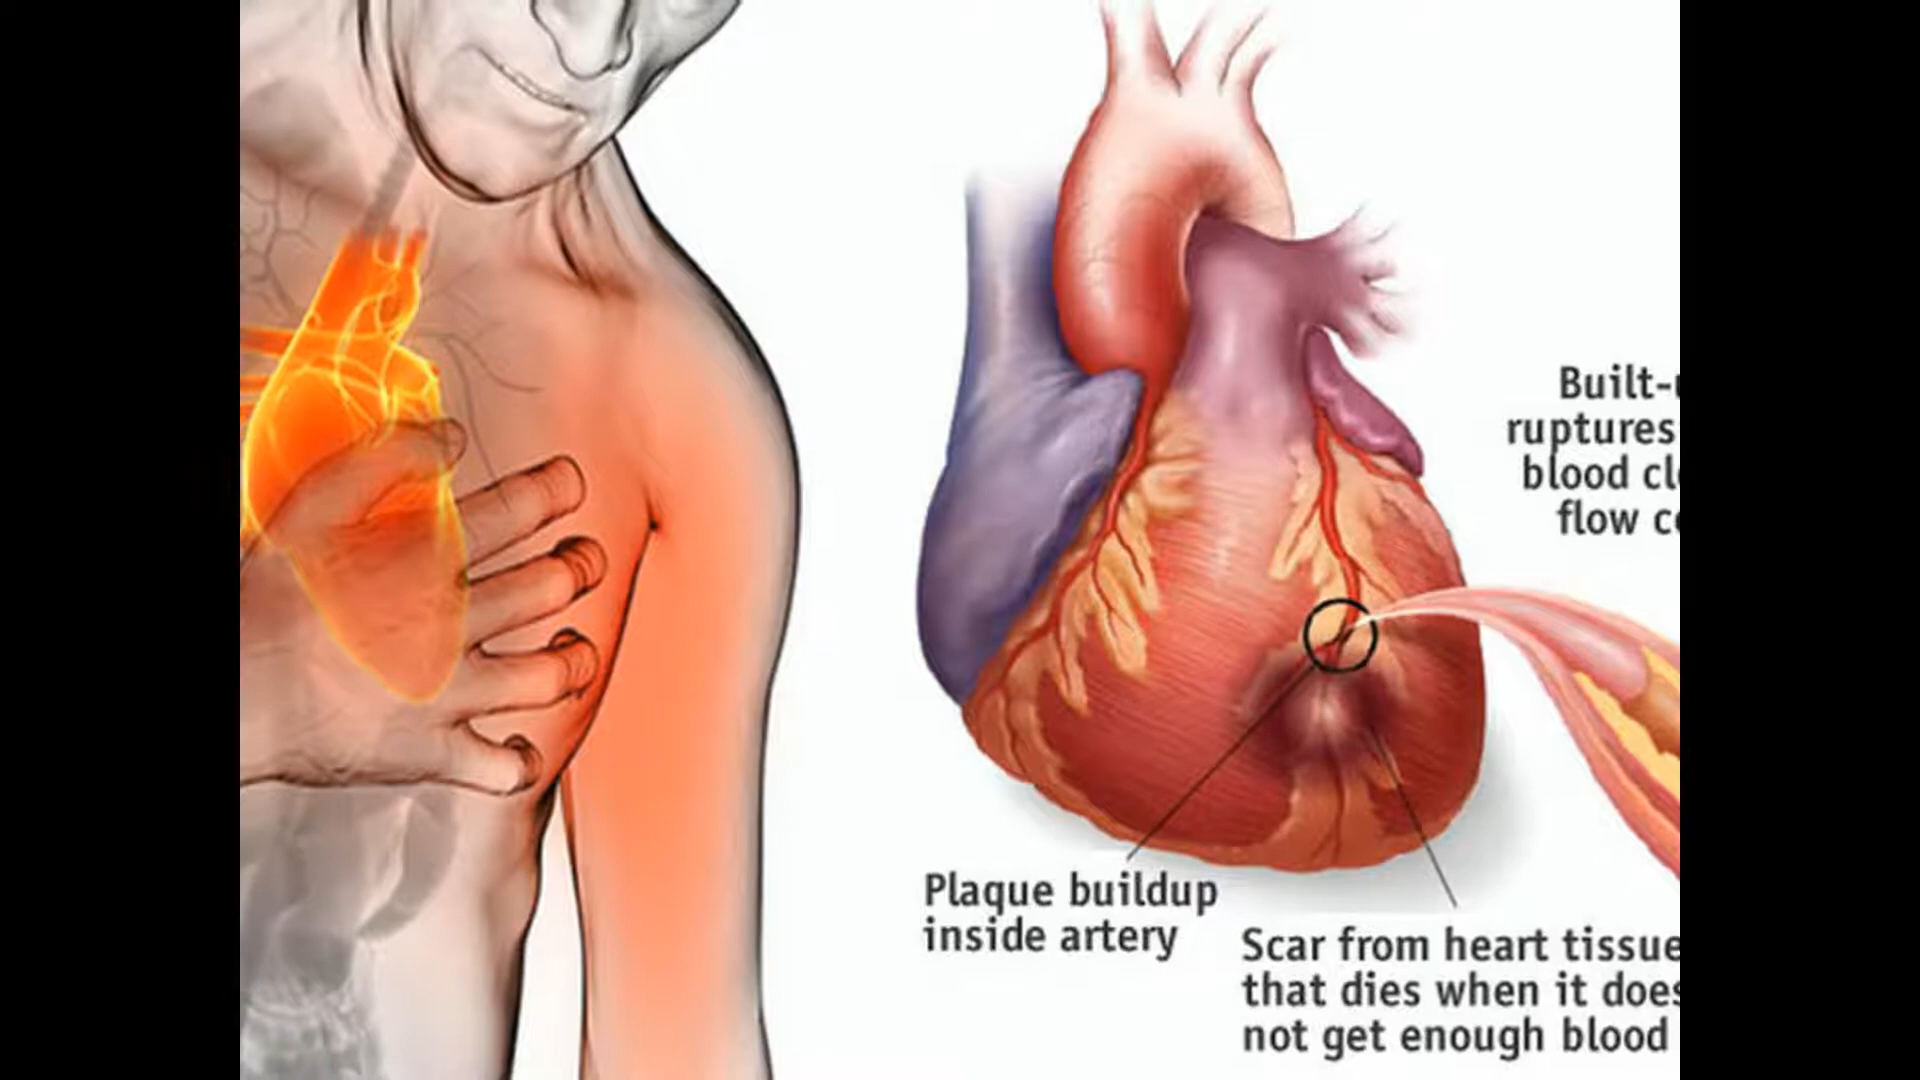 Built-
ruptures
blood
flow
Plaque buildup
inside artery
Scar from heart tissue
that dies when it does
not get enough blood